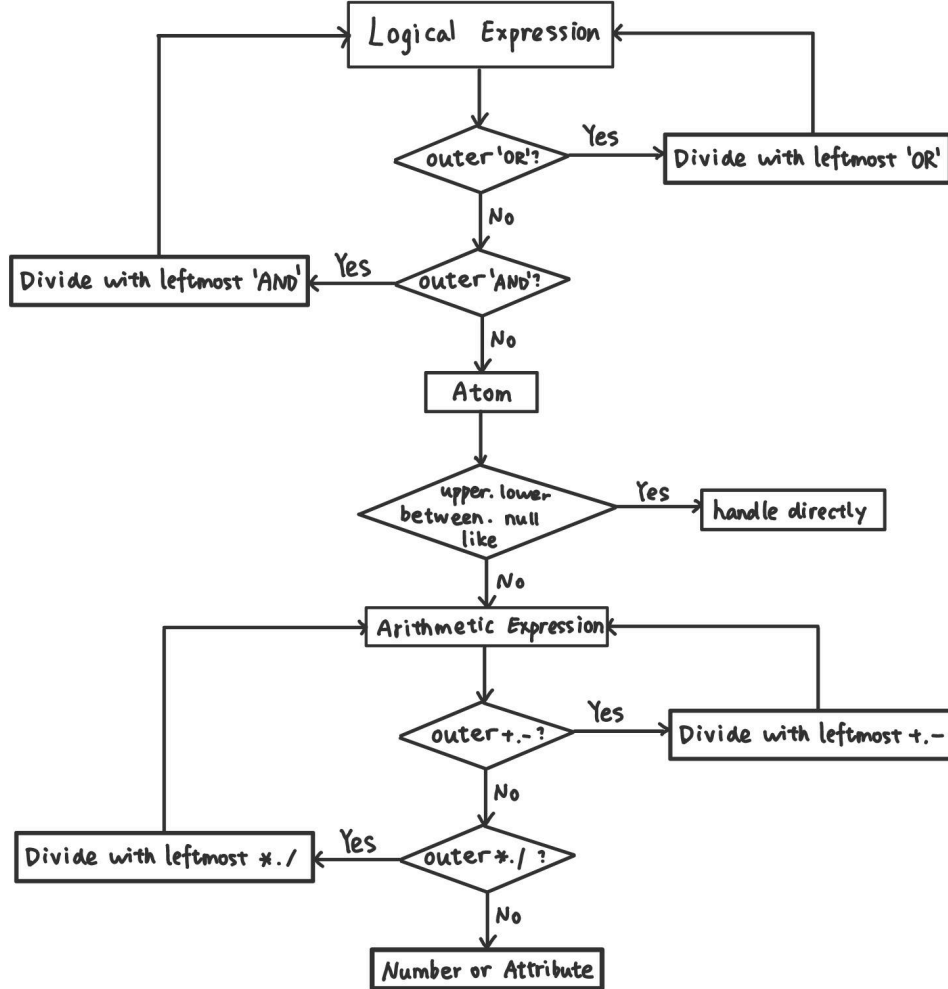 Logical Expression
outer 'OR'?
Yes
Divide with leftmost 'OR'
No
outer 'AND'?
Yes
Divide with leftmost 'AND'
No
Atom
upper. lower
between. null
like
Yes
handle directly
No
Arithmetic Expression
outer +.-?
Yes
Divide with leftmost +.-
No
outer *./ ?
Yes
Divide with leftmost *./
No
Number or Attribute